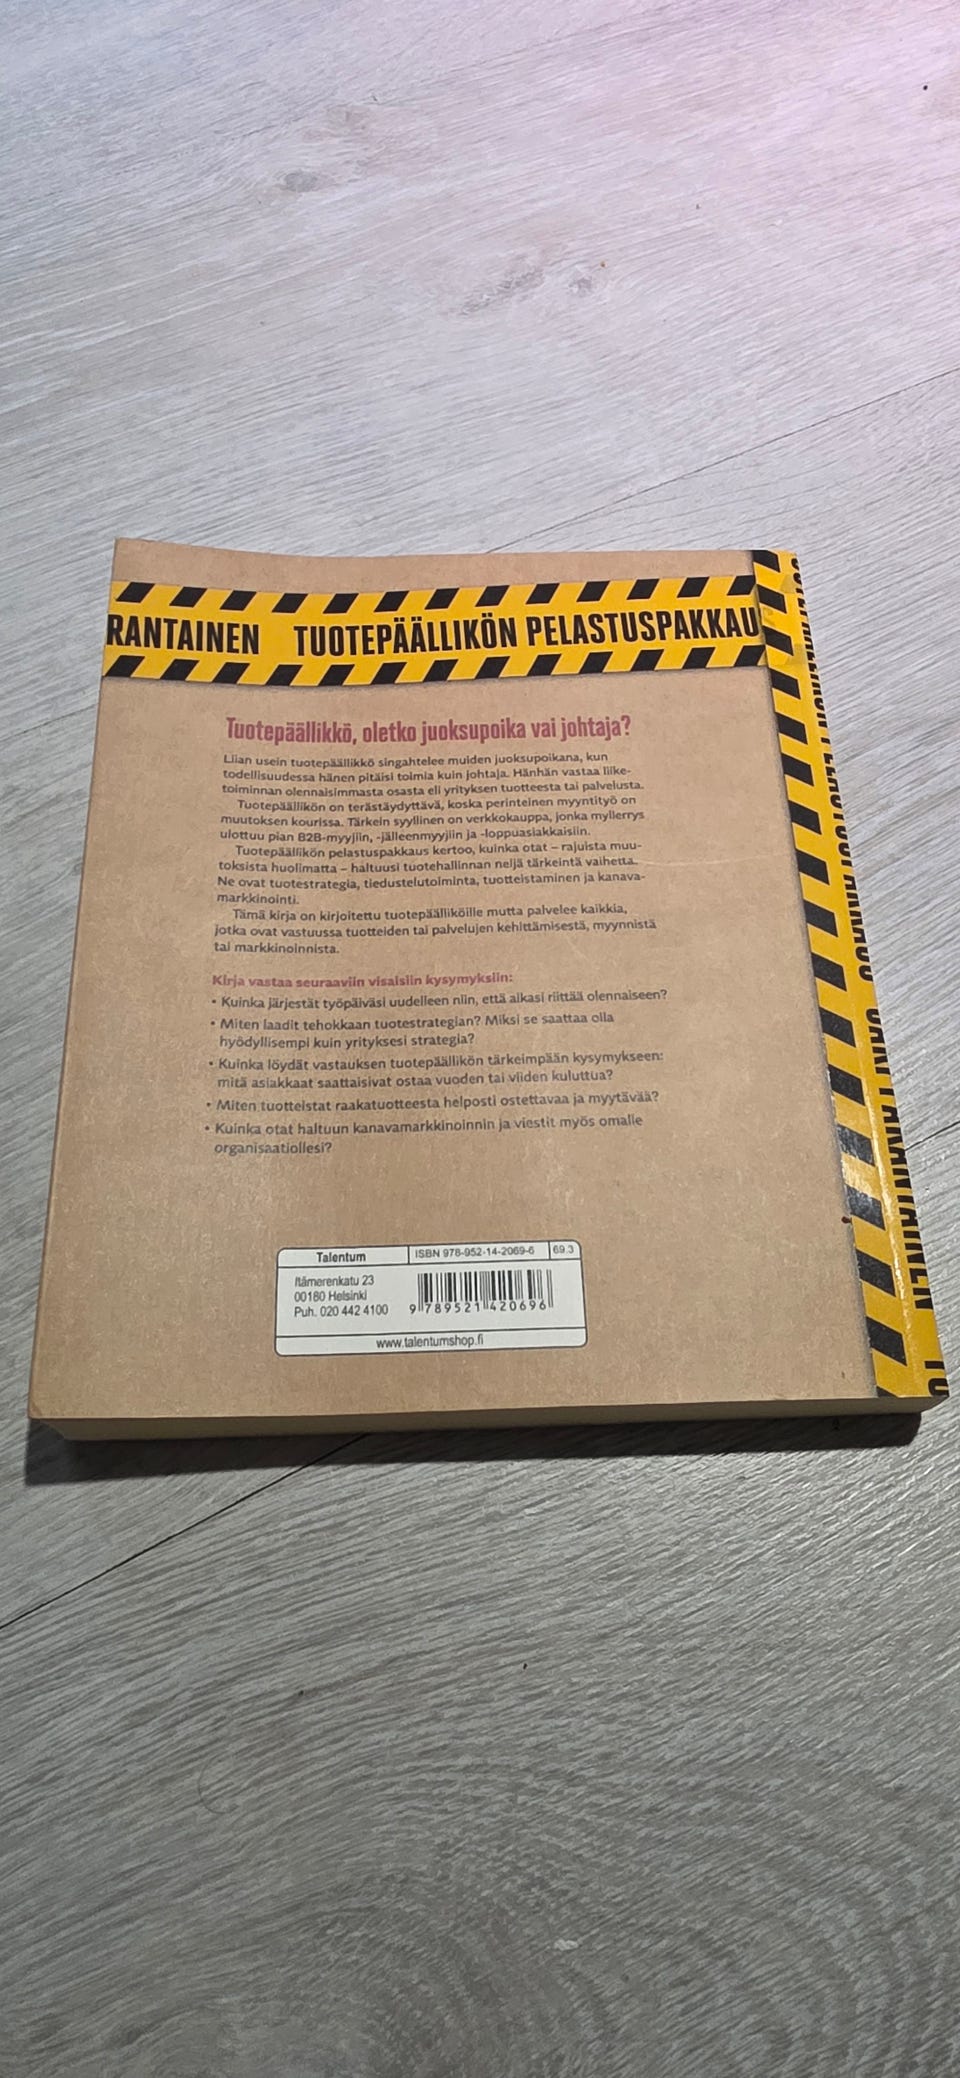 RANTAINEN TUOTEPÄÄLLIKÖN PELASTUSPAKKAU
Tuotepäällikkö, oletko juoksupoika vai johtaja?
Liian usein tuotepäällikkö singahtelee muiden juoksupoikana, kun
todellisuudessa hänen pitäisi toimia kuin johtaja. Hänhän vastaa liike-
toiminnan olennaisimmasta osasta eli yrityksen tuotteesta tai palvelusta.
Tuotepäällikön on terästäydyttävä, koska perinteinen myyntityö on
muutoksen kourissa. Tärkein syyllinen on verkkokauppa, jonka myllerrys
ulottuu pian B2B-myyjiin, -jälleenmyyjiin ja -loppuasiakkaisiin.
Tuotepäällikön pelastuspakkaus kertoo, kuinka otat – rajuista muu-
toksista huolimatta – haltuusi tuotehallinnan neljä tärkeintä vaihetta.
Ne ovat tuotestrategia, tiedustelutoiminta, tuotteistaminen ja kanava-
markkinointi.
Tämä kirja on kirjoitettu tuotepäälliköille mutta palvelee kaikkia,
jotka ovat vastuussa tuotteiden tai palvelujen kehittämisestä, myynnistä
tai markkinoinnista.
Kirja vastaa seuraaviin visaisiin kysymyksiin:
• Kuinka järjestät työpäiväsi uudelleen niin, että aikasi riittää olennaiseen?
• Miten laadit tehokkaan tuotestrategian? Miksi se saattaa olla
hyödyllisempi kuin yrityksesi strategia?
• Kuinka löydät vastauksen tuotepäällikön tärkeimpään kysymykseen:
mitä asiakkaat saattaisivat ostaa vuoden tai viiden kuluttua?
• Miten tuotteistat raakatuotteesta helposti ostettavaa ja myytävää?
• Kuinka otat haltuun kanavamarkkinoinnin ja viestit myös omalle
organisaatiollesi?
Talentum ISBN 978-952-14-2069-6 69.3
Itämerenkatu 23
00180 Helsinki
Puh. 020 442 4100
9 789521 420696
www.talentumshop.fi
TUOTEPÄÄLLIKÖN PELASTUSPAKKAUS JARI PARANTAINEN TU